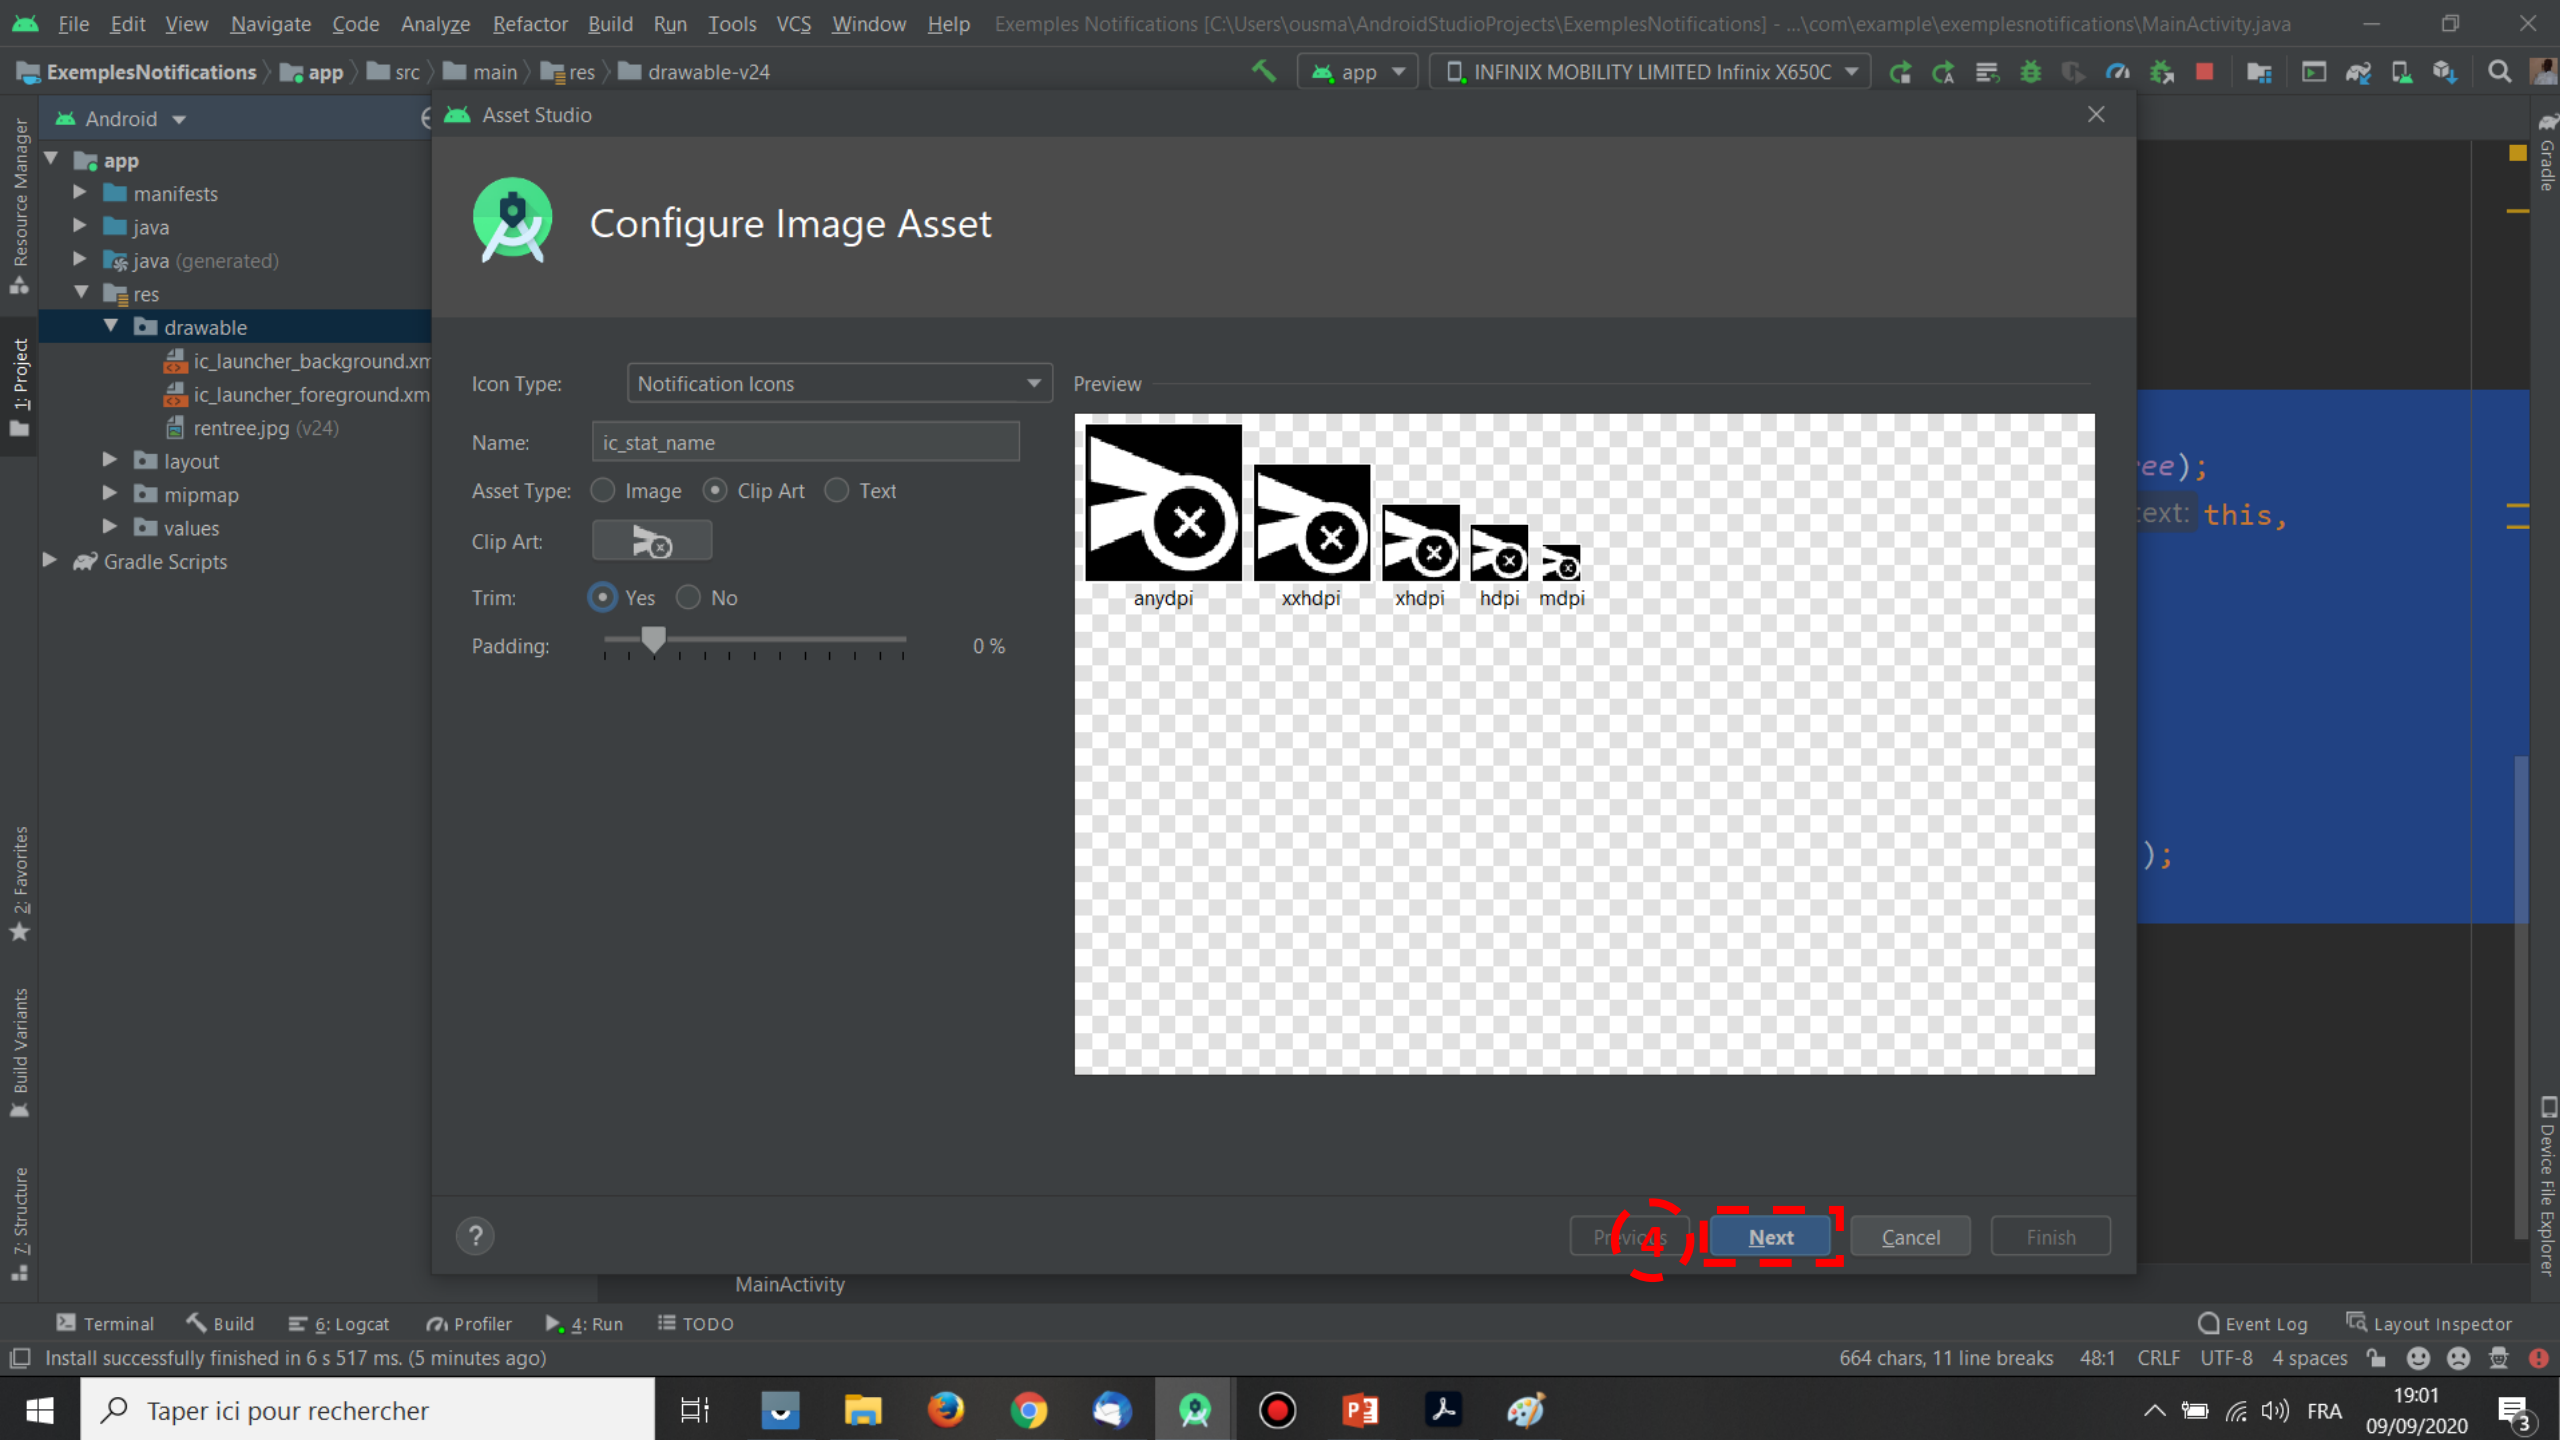 File Edit View Navigate Code Analyze Refactor Build Run Tools VCS Window Help Exemples Notifications [C:\Users\ousma\AndroidStudioProjects\ExemplesNotifications] - ...\com\example\exemplesnotifications\MainActivity.java
ExemplesNotifications app src main res drawable-v24 app INFINIX MOBILITY LIMITED Infinix X650C
Resource Manager
1: Project
2: Favorites
Build Variants
7: Structure
Android
app
manifests
java
java (generated)
res
drawable
ic_launcher_background.xm
ic_launcher_foreground.xm
rentree.jpg (v24)
layout
mipmap
values
Gradle Scripts
Asset Studio
Configure Image Asset
Icon Type: Notification Icons
Name: ic_stat_name
Asset Type: Image Clip Art Text
Clip Art:
Trim: Yes No
Padding: 0 %
Preview
anydpi xxhdpi xhdpi hdpi mdpi
?
Previous 4 Next Cancel Finish
ee);
text: this,
);
Gradle
Device File Explorer
MainActivity
Terminal Build 6: Logcat Profiler 4: Run TODO Event Log Layout Inspector
Install successfully finished in 6 s 517 ms. (5 minutes ago) 664 chars, 11 line breaks 48:1 CRLF UTF-8 4 spaces
Taper ici pour rechercher FRA 19:01
09/09/2020 3